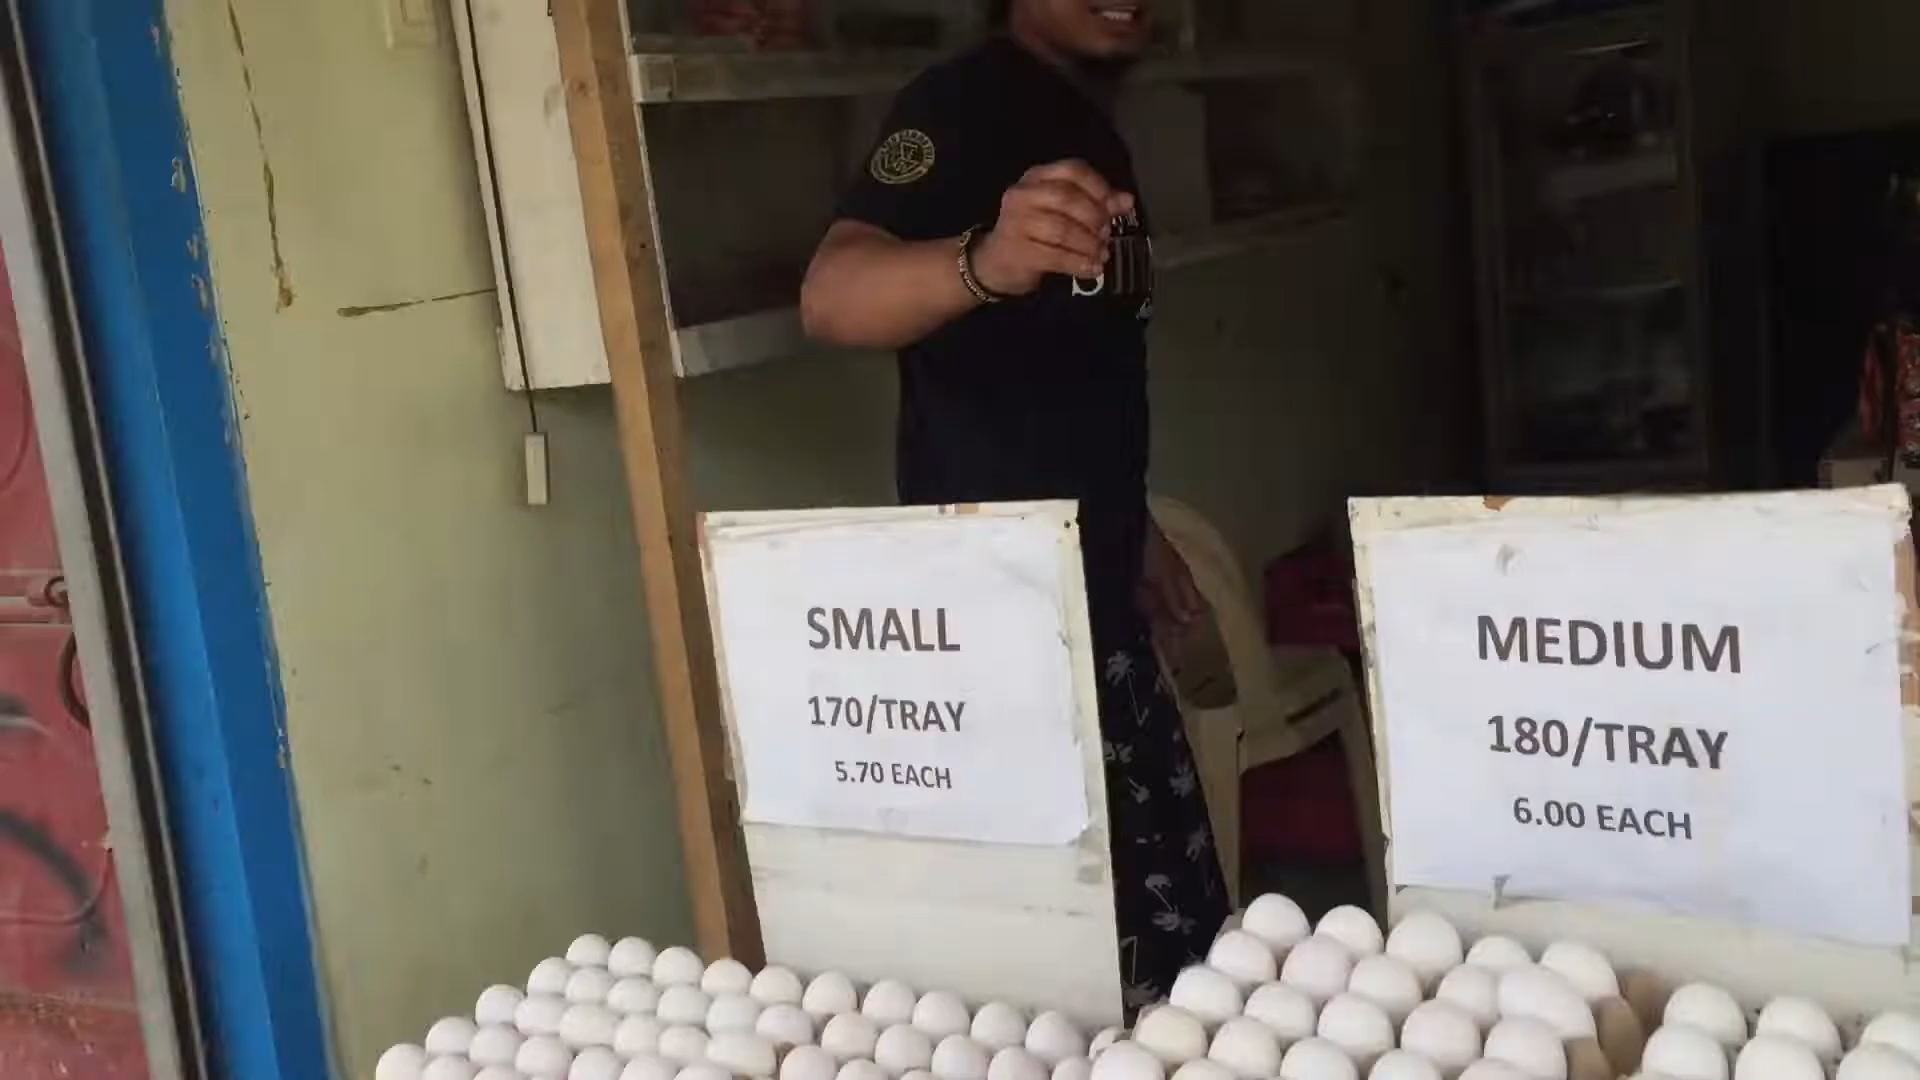 SMALL
170/TRAY
5.70 EACH
MEDIUM
180/TRAY
6.00 EACH